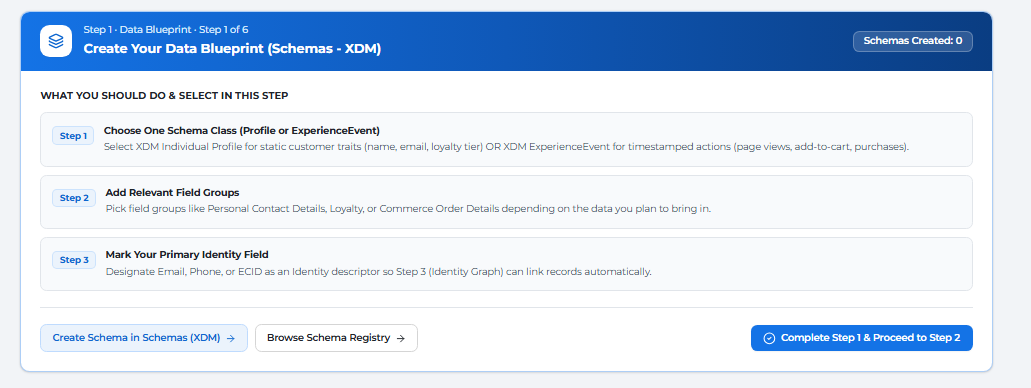 Step 1 · Data Blueprint · Step 1 of 6
Create Your Data Blueprint (Schemas - XDM)
Schemas Created: 0
WHAT YOU SHOULD DO & SELECT IN THIS STEP
Step 1
Choose One Schema Class (Profile or ExperienceEvent)
Select XDM Individual Profile for static customer traits (name, email, loyalty tier) OR XDM ExperienceEvent for timestamped actions (page views, add-to-cart, purchases).
Step 2
Add Relevant Field Groups
Pick field groups like Personal Contact Details, Loyalty, or Commerce Order Details depending on the data you plan to bring in.
Step 3
Mark Your Primary Identity Field
Designate Email, Phone, or ECID as an Identity descriptor so Step 3 (Identity Graph) can link records automatically.
Create Schema in Schemas (XDM) →
Browse Schema Registry →
Complete Step 1 & Proceed to Step 2